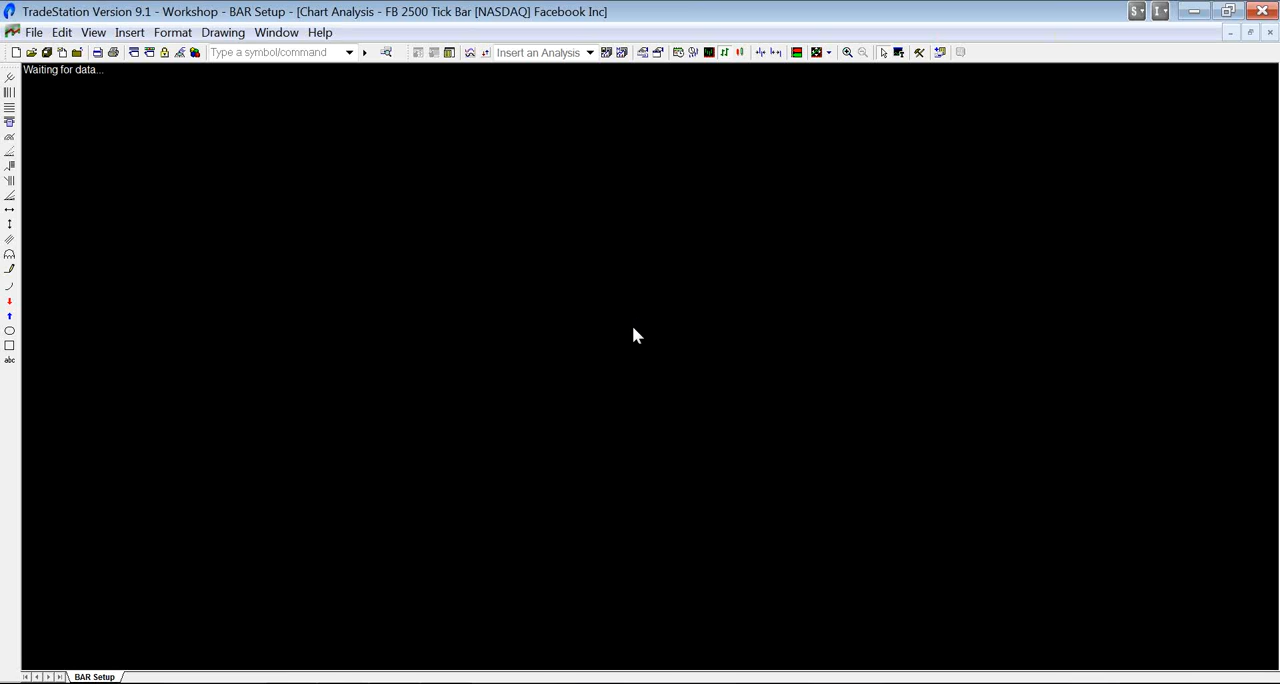 TradeStation Version 9.1 - Workshop - BAR Setup - [Chart Analysis - FB 2500 Tick Bar [NASDAQ] Facebook Inc]
S
I
File Edit View Insert Format Drawing Window Help
Type a symbol/command
Insert an Analysis
Waiting for data...
abc
BAR Setup